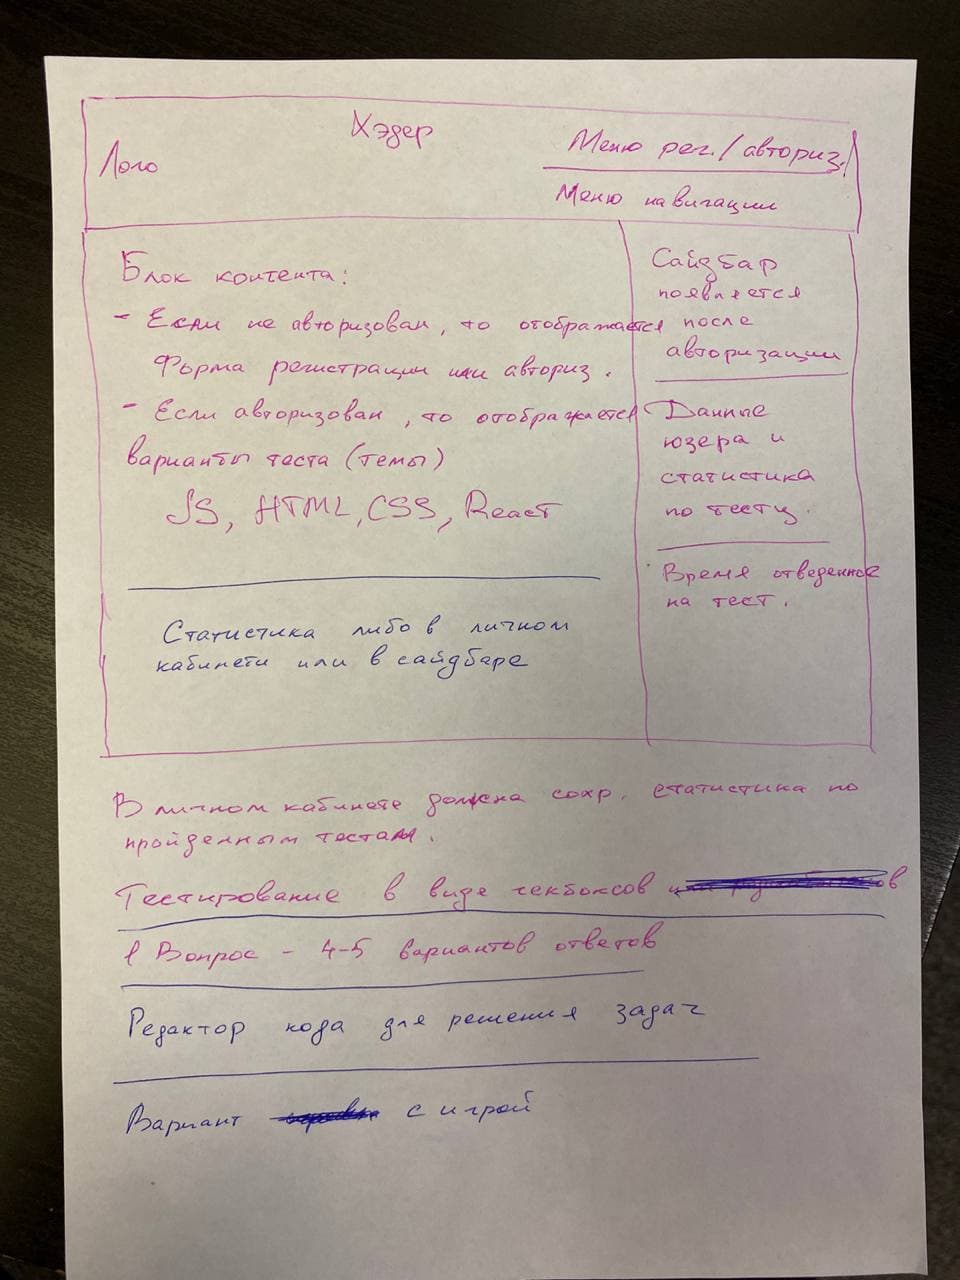 Хэдер
Лого
Меню рег./авториз.
Меню навигации
Блок контента:
- Если не авторизован, то отображается
Форма регистрации или авториз.
- Если авторизован, то отображается
варианты теста (темы)
JS, HTML, CSS, React
Статистика либо в личном
кабинети или в сайдбаре
Сайдбар
появляется
после
авторизации
Данные
юзера и
статистика
по тесту.
Время отведенное
на тест.
В личном кабинете должна сохр. статистика по
пройденным тестам.
Тестирование в виде чекбоксов
1 Вопрос - 4-5 вариантов ответов
Редактор кода для решения задач
Вариант с игрой